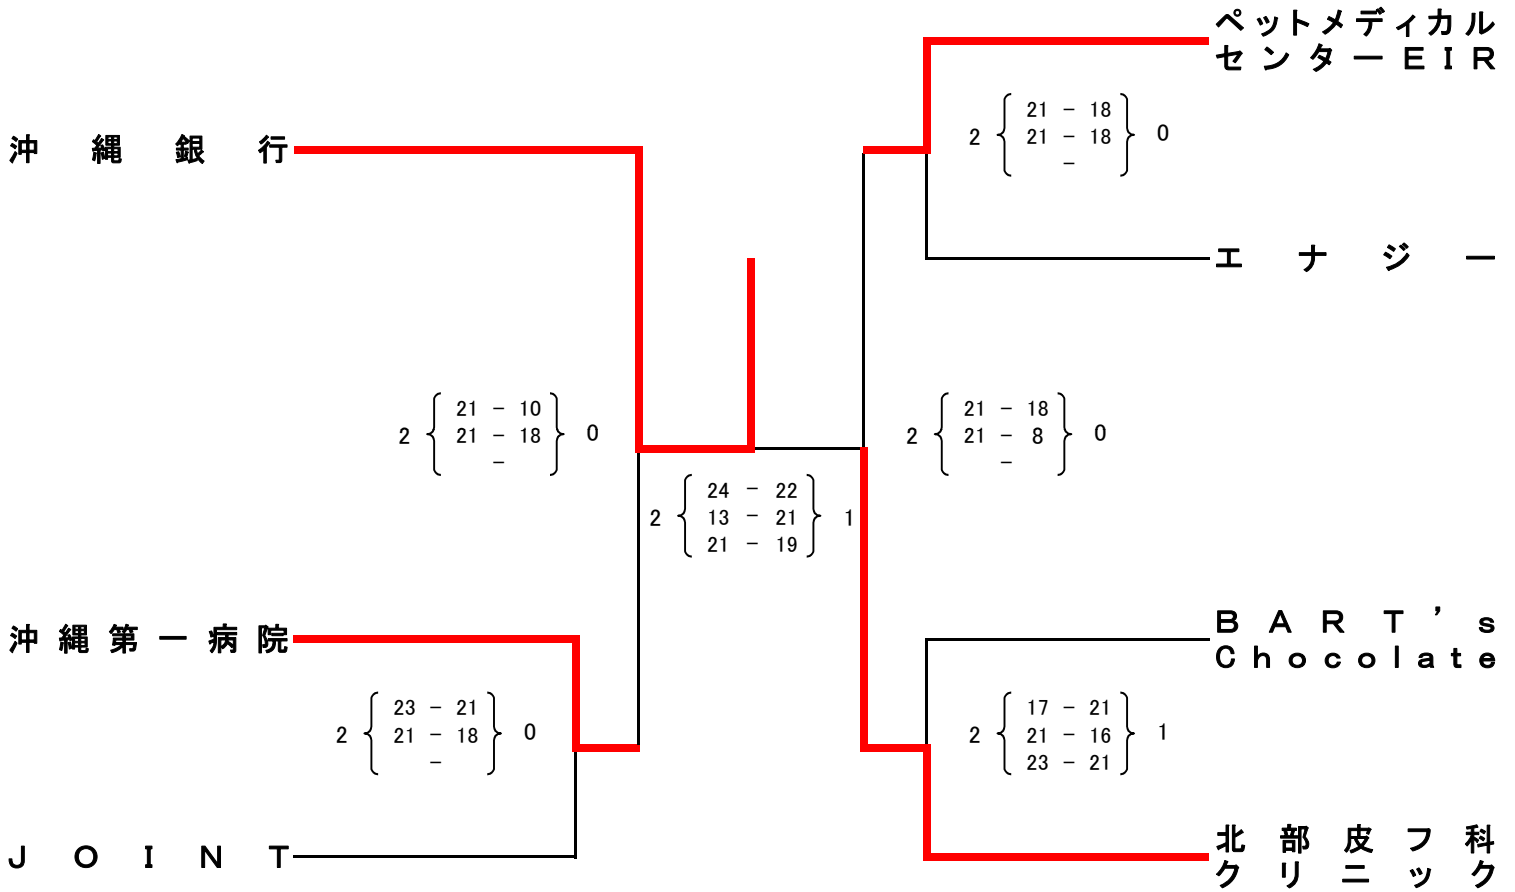 ペットメディカル
センターEIR
2 { 21 - 18 } 0
21 - 18
-
沖縄銀行
エナジー
2 { 21 - 10 } 0
21 - 18
-
2 { 21 - 18 } 0
21 - 8
-
2 { 24 - 22 } 1
13 - 21
21 - 19
BART's
Chocolate
沖縄第一病院
2 { 23 - 21 } 0
21 - 18
-
2 { 17 - 21 } 1
21 - 16
23 - 21
JOINT
北部皮フ科
クリニック